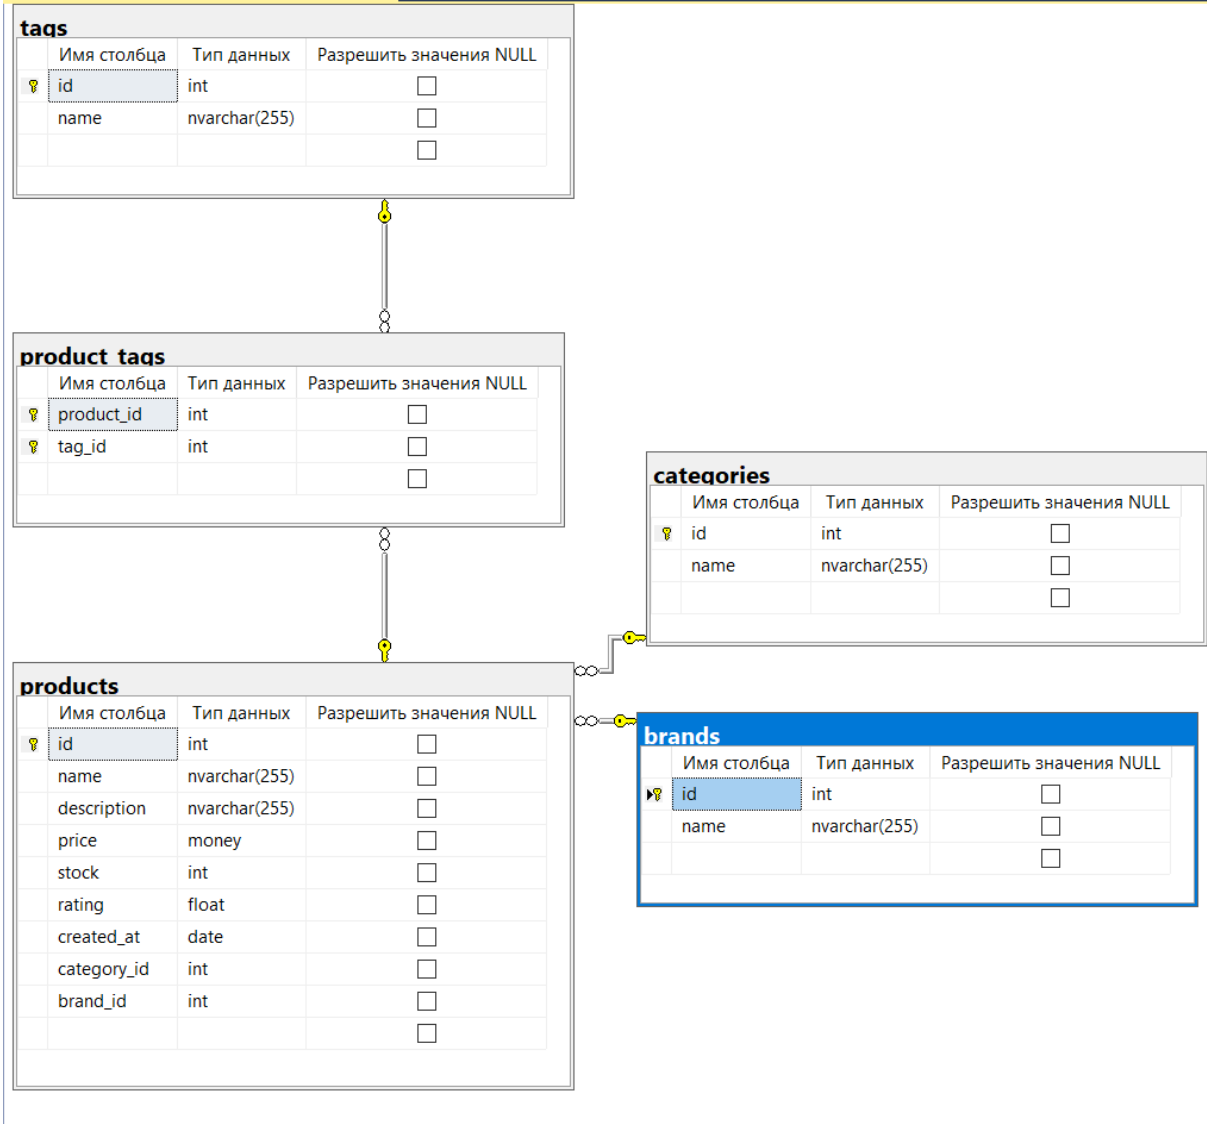 tags
Имя столбца Тип данных Разрешить значения NULL
id int
name nvarchar(255)
product_tags
Имя столбца Тип данных Разрешить значения NULL
product_id int
tag_id int
categories
Имя столбца Тип данных Разрешить значения NULL
id int
name nvarchar(255)
products
Имя столбца Тип данных Разрешить значения NULL
id int
name nvarchar(255)
description nvarchar(255)
price money
stock int
rating float
created_at date
category_id int
brand_id int
brands
Имя столбца Тип данных Разрешить значения NULL
id int
name nvarchar(255)